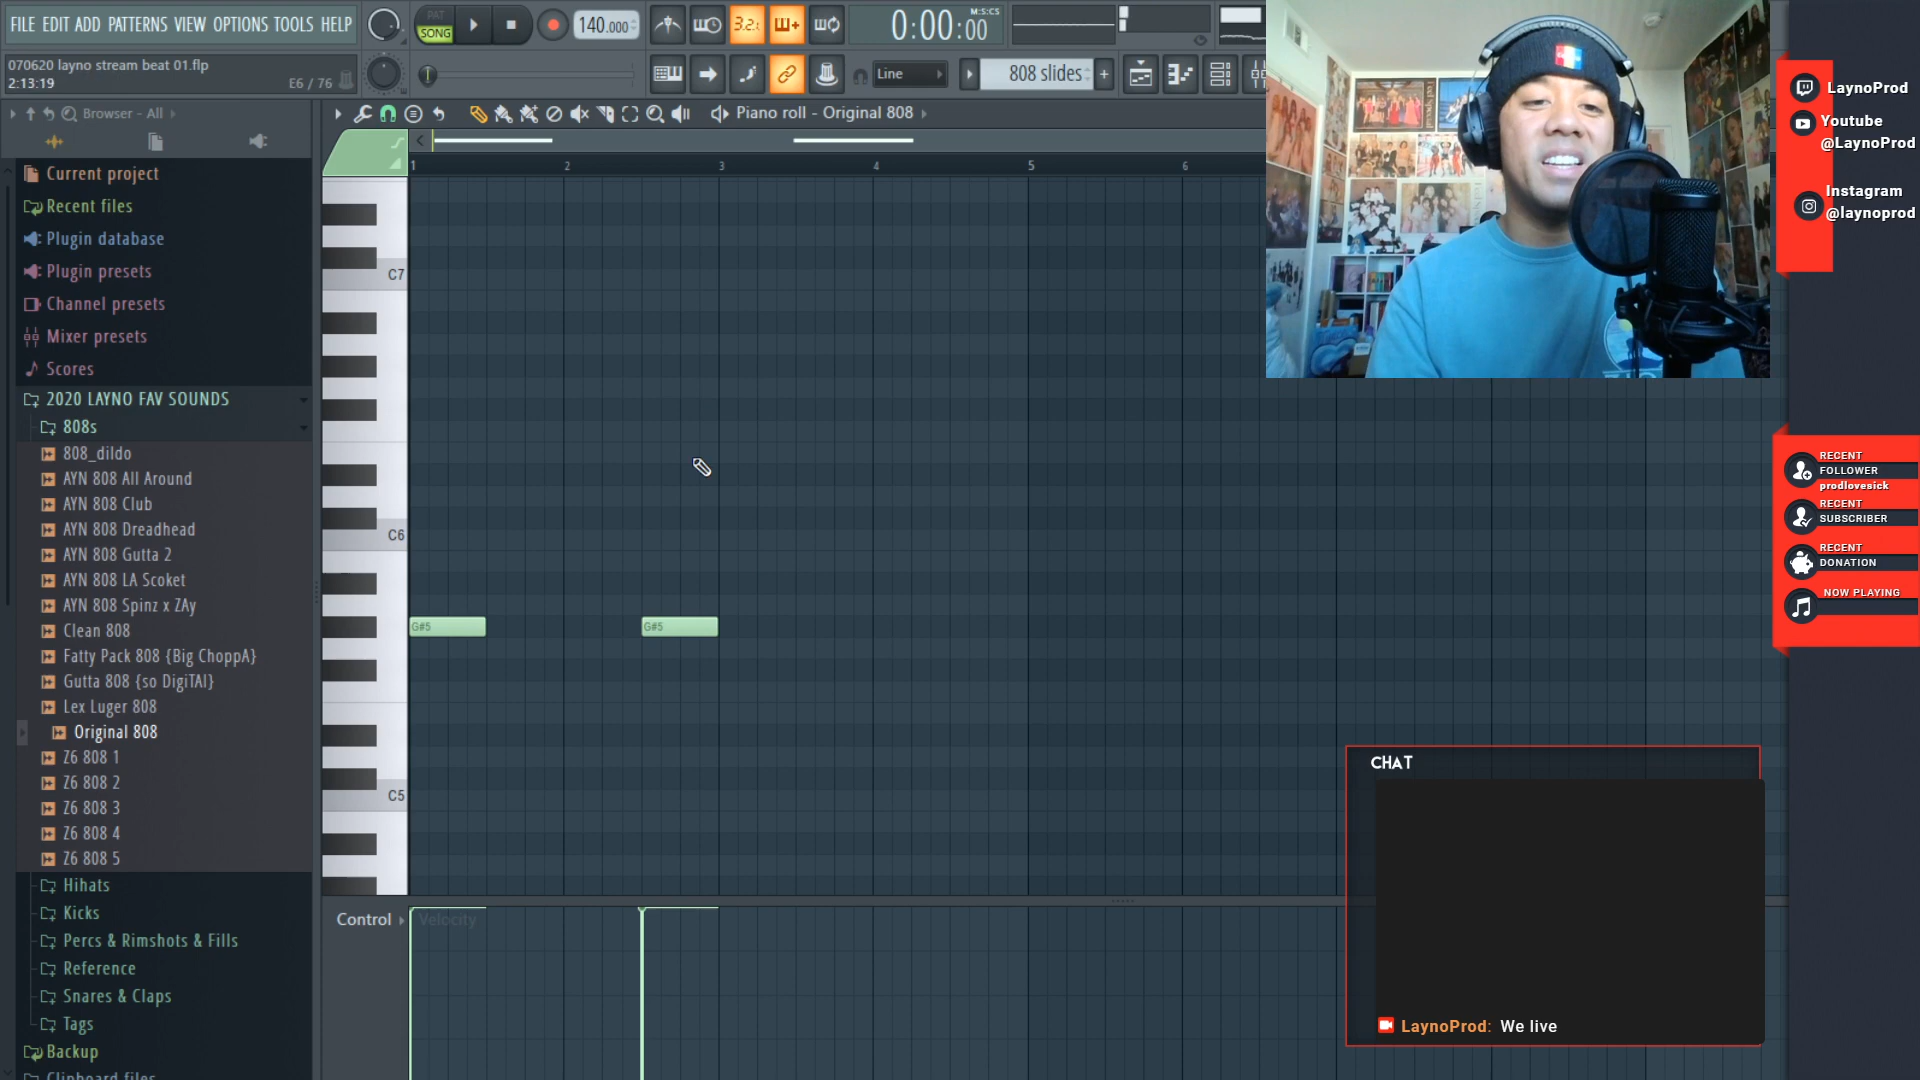 FILE EDIT ADD PATTERNS VIEW OPTIONS TOOLS HELP
070620 layno stream beat 01.flp
2:13:19
E6 / 76
PAT
SONG
140.000
3.2.1
0:00:00
M:S:CS
Line
808 slides
Browser - All
Piano roll - Original 808
Current project
Recent files
Plugin database
Plugin presets
Channel presets
Mixer presets
Scores
2020 LAYNO FAV SOUNDS
808s
808_dildo
AYN 808 All Around
AYN 808 Club
AYN 808 Dreadhead
AYN 808 Gutta 2
AYN 808 LA Scoket
AYN 808 Spinz x ZAy
Clean 808
Fatty Pack 808 {Big ChoppA}
Gutta 808 {so DigiTAl}
Lex Luger 808
Original 808
Z6 808 1
Z6 808 2
Z6 808 3
Z6 808 4
Z6 808 5
Hihats
Kicks
Percs & Rimshots & Fills
Reference
Snares & Claps
Tags
Backup
Clipboard files
1
2
3
4
5
6
C7
C6
C5
G#5
G#5
Control
Velocity
LaynoProd
Youtube
@LaynoProd
Instagram
@laynoprod
RECENT
FOLLOWER
prodlovesick
RECENT
SUBSCRIBER
RECENT
DONATION
NOW PLAYING
CHAT
LaynoProd: We live